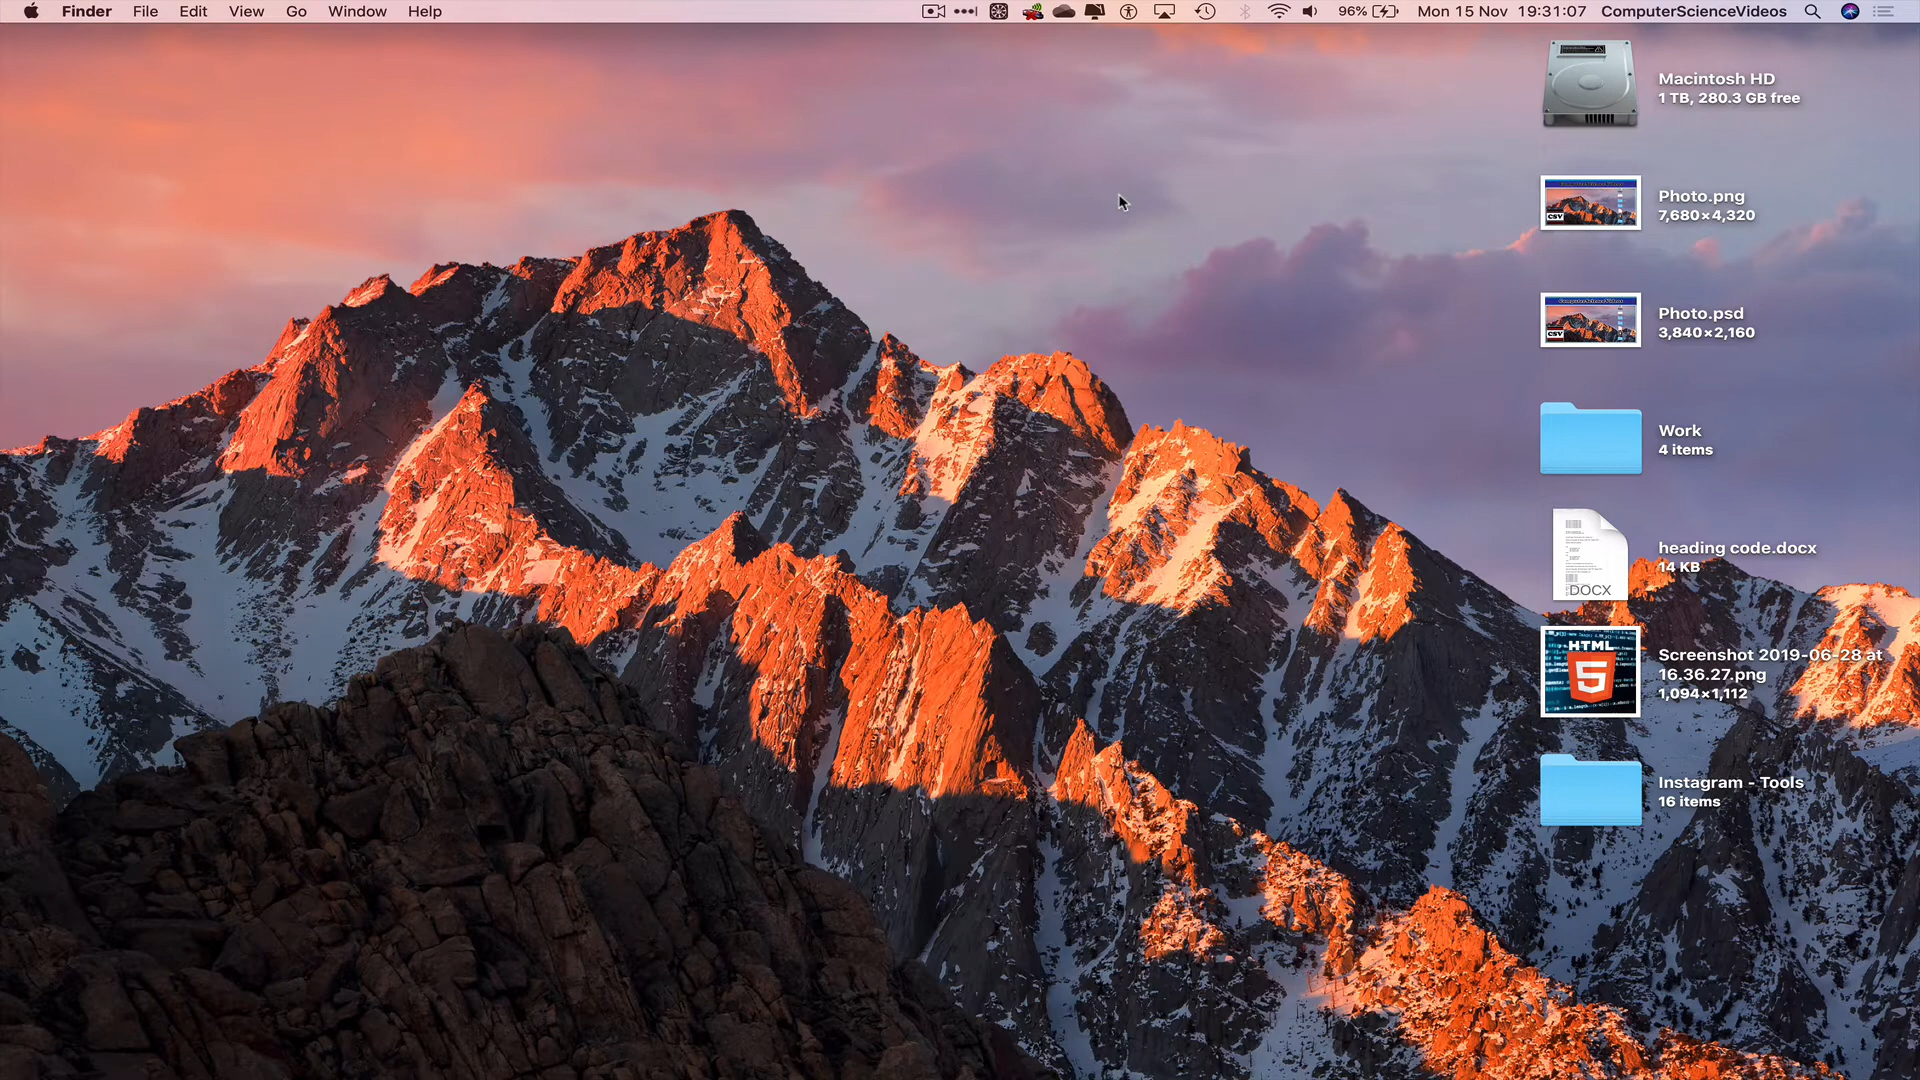 Finder File Edit View Go Window Help 96% Mon 15 Nov 19:31:07 ComputerScienceVideos
Macintosh HD
1 TB, 280.3 GB free
Photo.png
7,680×4,320
Photo.psd
3,840×2,160
Work
4 items
heading code.docx
14 KB
DOCX
Screenshot 2019-06-28 at
16.36.27.png
1,094×1,112
HTML
5
Instagram - Tools
16 items